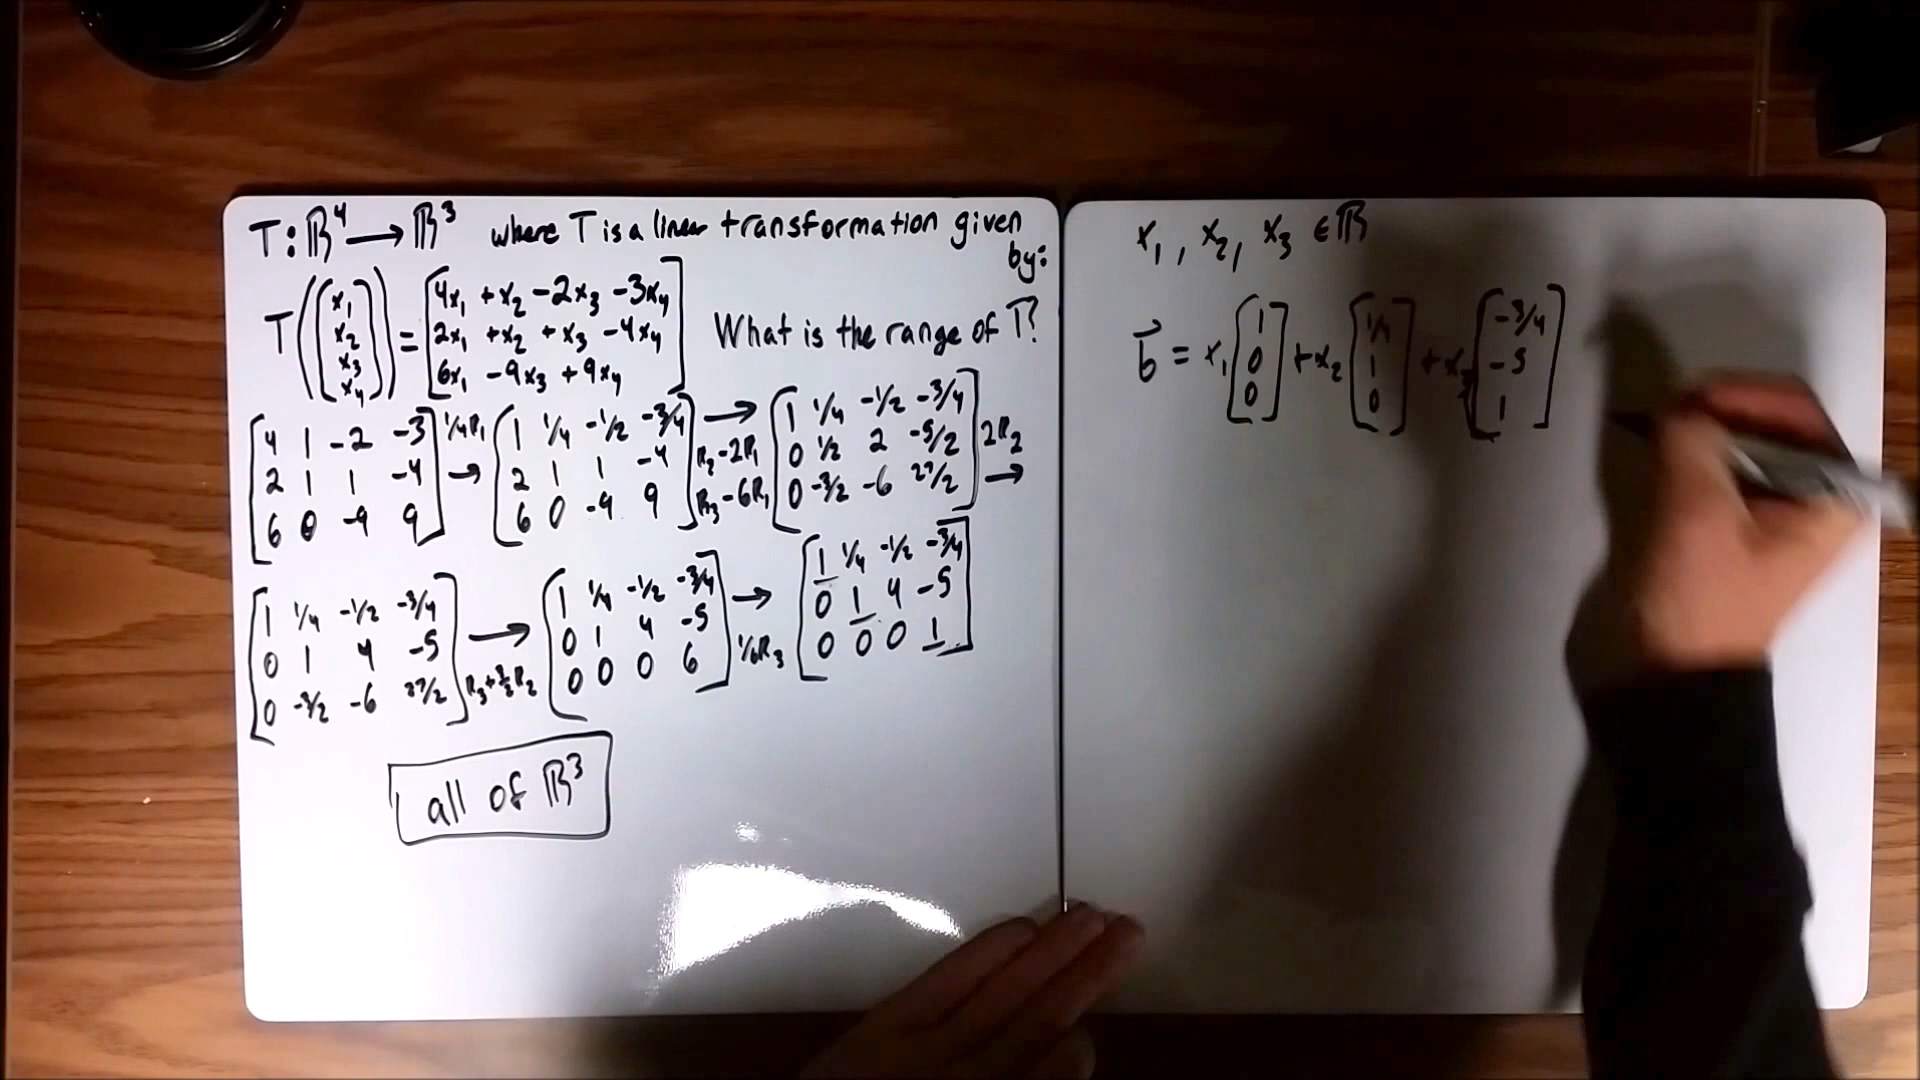 T: ℝ⁴ → ℝ³ where T is a linear transformation given
by:
T([x₁ x₂ x₃ x₄]) = [4x₁ + x₂ - 2x₃ - 3x₄
2x₁ + x₂ + x₃ - 4x₄
6x₁ - 9x₃ + 9x₄]
What is the range of T?
[4 1 -2 -3
2 1 1 -4
6 0 -9 9]
1/4R₁ →
[1 1/4 -1/2 -3/4
2 1 1 -4
6 0 -9 9]
→
R₂-2R₁
R₃-6R₁
[1 1/4 -1/2 -3/4
0 1/2 2 -5/2
0 -3/2 -6 27/2]
2R₂ →
[1 1/4 -1/2 -3/4
0 1 4 -5
0 -3/2 -6 27/2]
→ R₃+3/2R₂
[1 1/4 -1/2 -3/4
0 1 4 -5
0 0 0 6]
→ 1/6R₃
[1 1/4 -1/2 -3/4
0 1 4 -5
0 0 0 1]
all of ℝ³
x₁, x₂, x₃ ∈ ℝ
b⃗ = x₁[1 0 0] + x₂[1/4 1 0] + x₃[-3/4 -5 1]